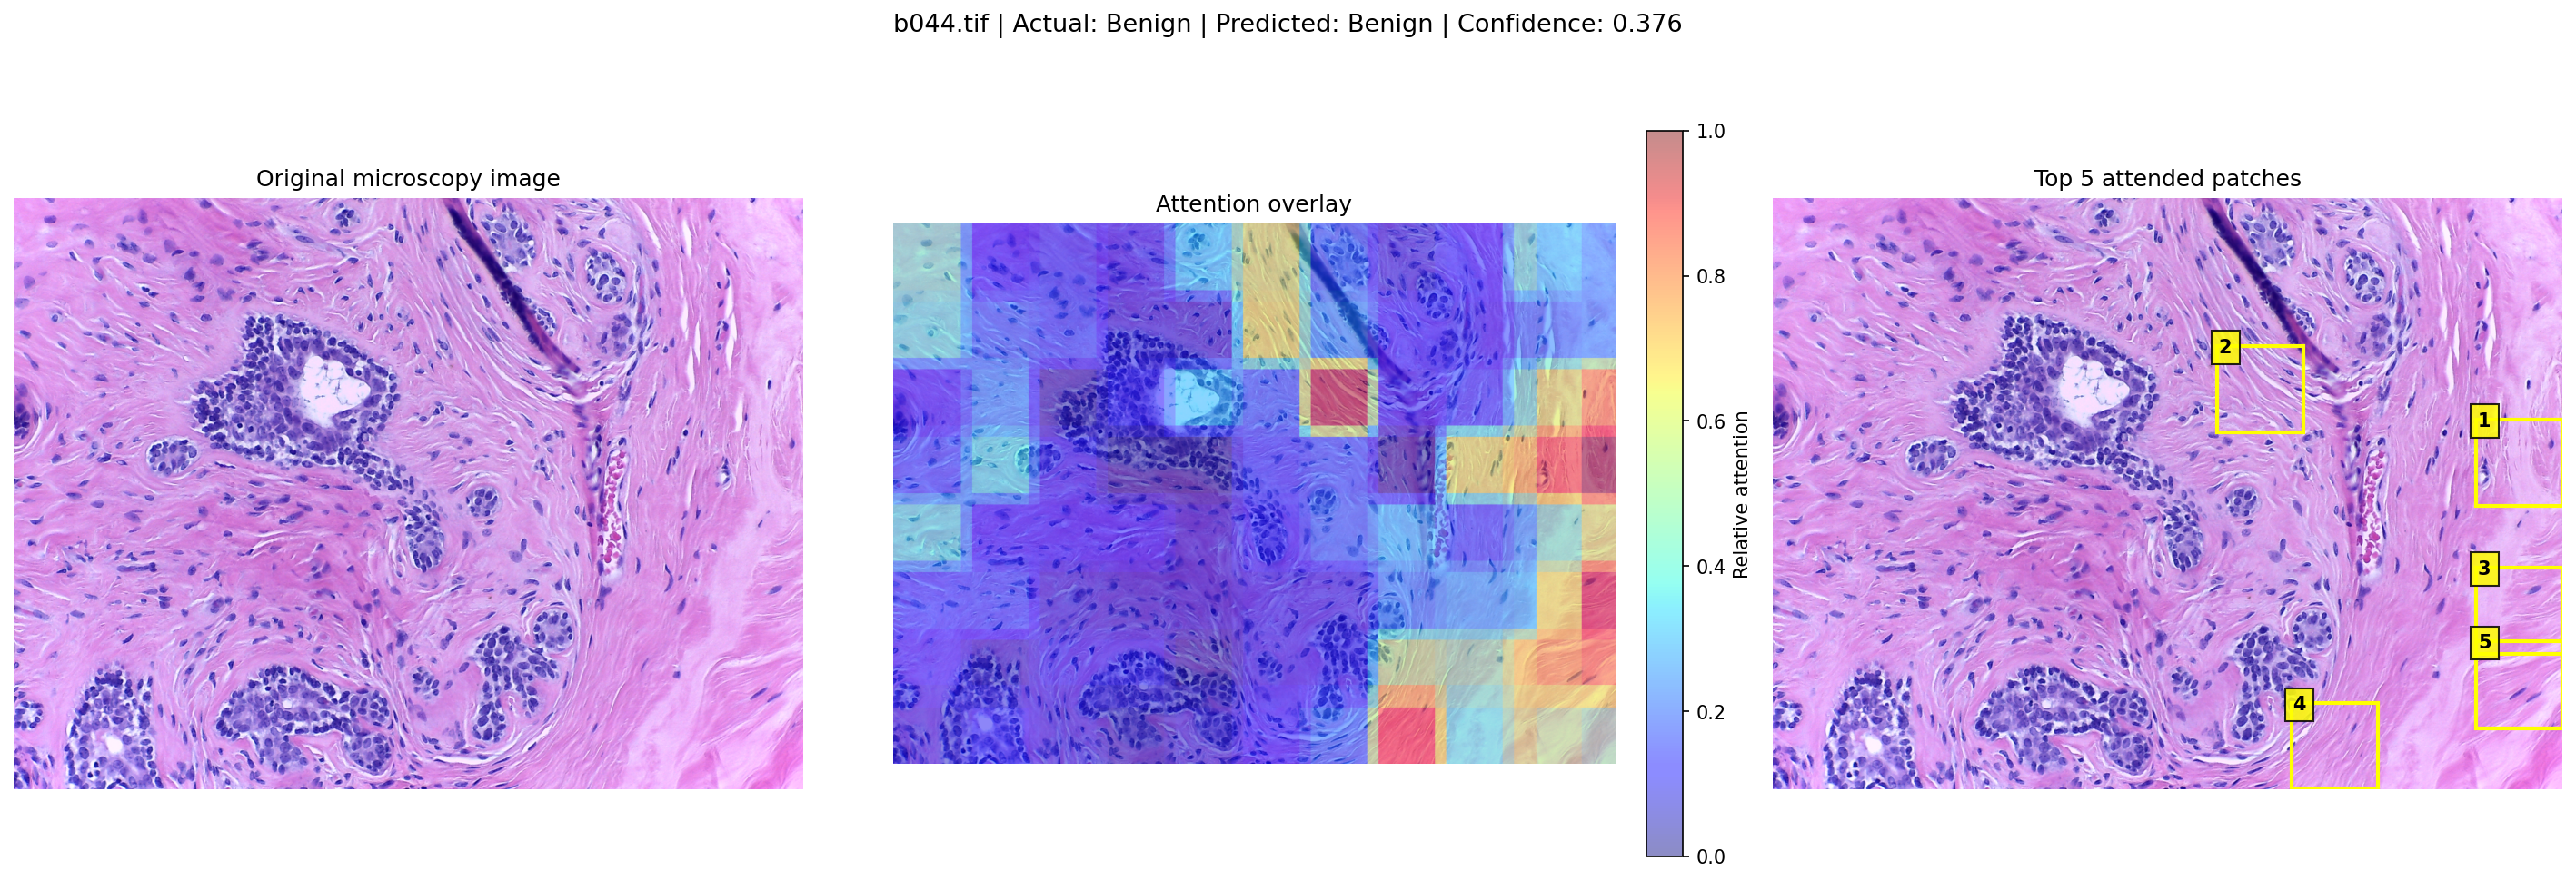 b044.tif | Actual: Benign | Predicted: Benign | Confidence: 0.376
Original microscopy image
Attention overlay
1.0
0.8
0.6
0.4
0.2
0.0
Relative attention
Top 5 attended patches
2
1
3
5
4